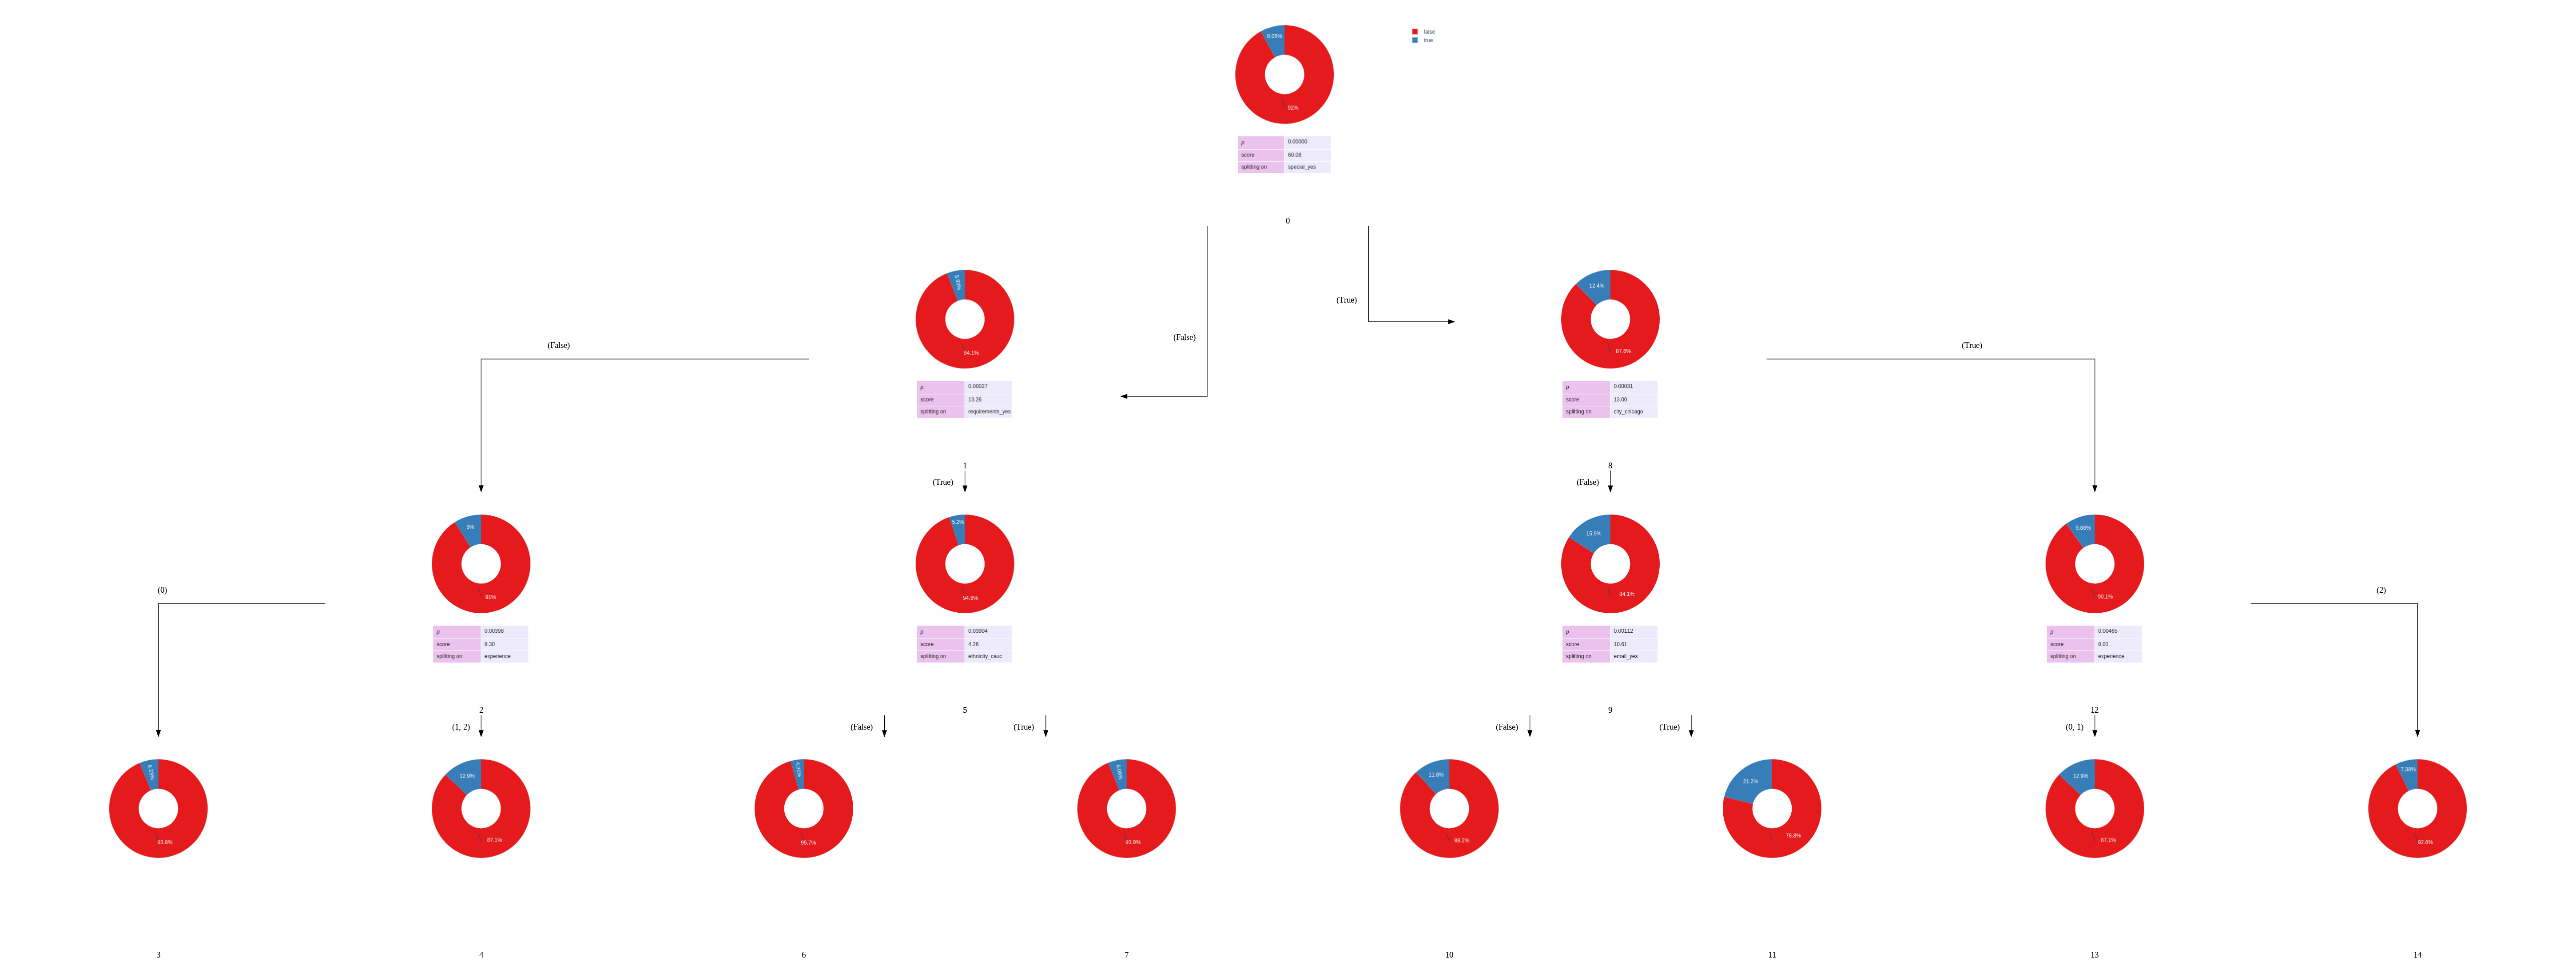 8.05%
false
true
92%
p 0.00000
score 60.08
splitting on special_yes
0
(True)
(False)
(False)
(True)
5.93%
12.4%
94.1%
87.6%
p 0.00027
score 13.26
splitting on requirements_yes
p 0.00031
score 13.00
splitting on city_chicago
1
8
(True)
(False)
9%
5.2%
15.9%
9.88%
91%
94.8%
84.1%
90.1%
(0)
(2)
p 0.00398
score 8.30
splitting on experience
p 0.03904
score 4.26
splitting on ethnicity_cauc
p 0.00112
score 10.61
splitting on email_yes
p 0.00465
score 8.01
splitting on experience
2
5
9
12
(1, 2)
(False)
(True)
(False)
(True)
(0, 1)
6.23%
12.9%
4.31%
6.09%
11.8%
21.2%
12.9%
7.38%
93.8%
87.1%
95.7%
93.9%
88.2%
78.8%
87.1%
92.6%
3
4
6
7
10
11
13
14